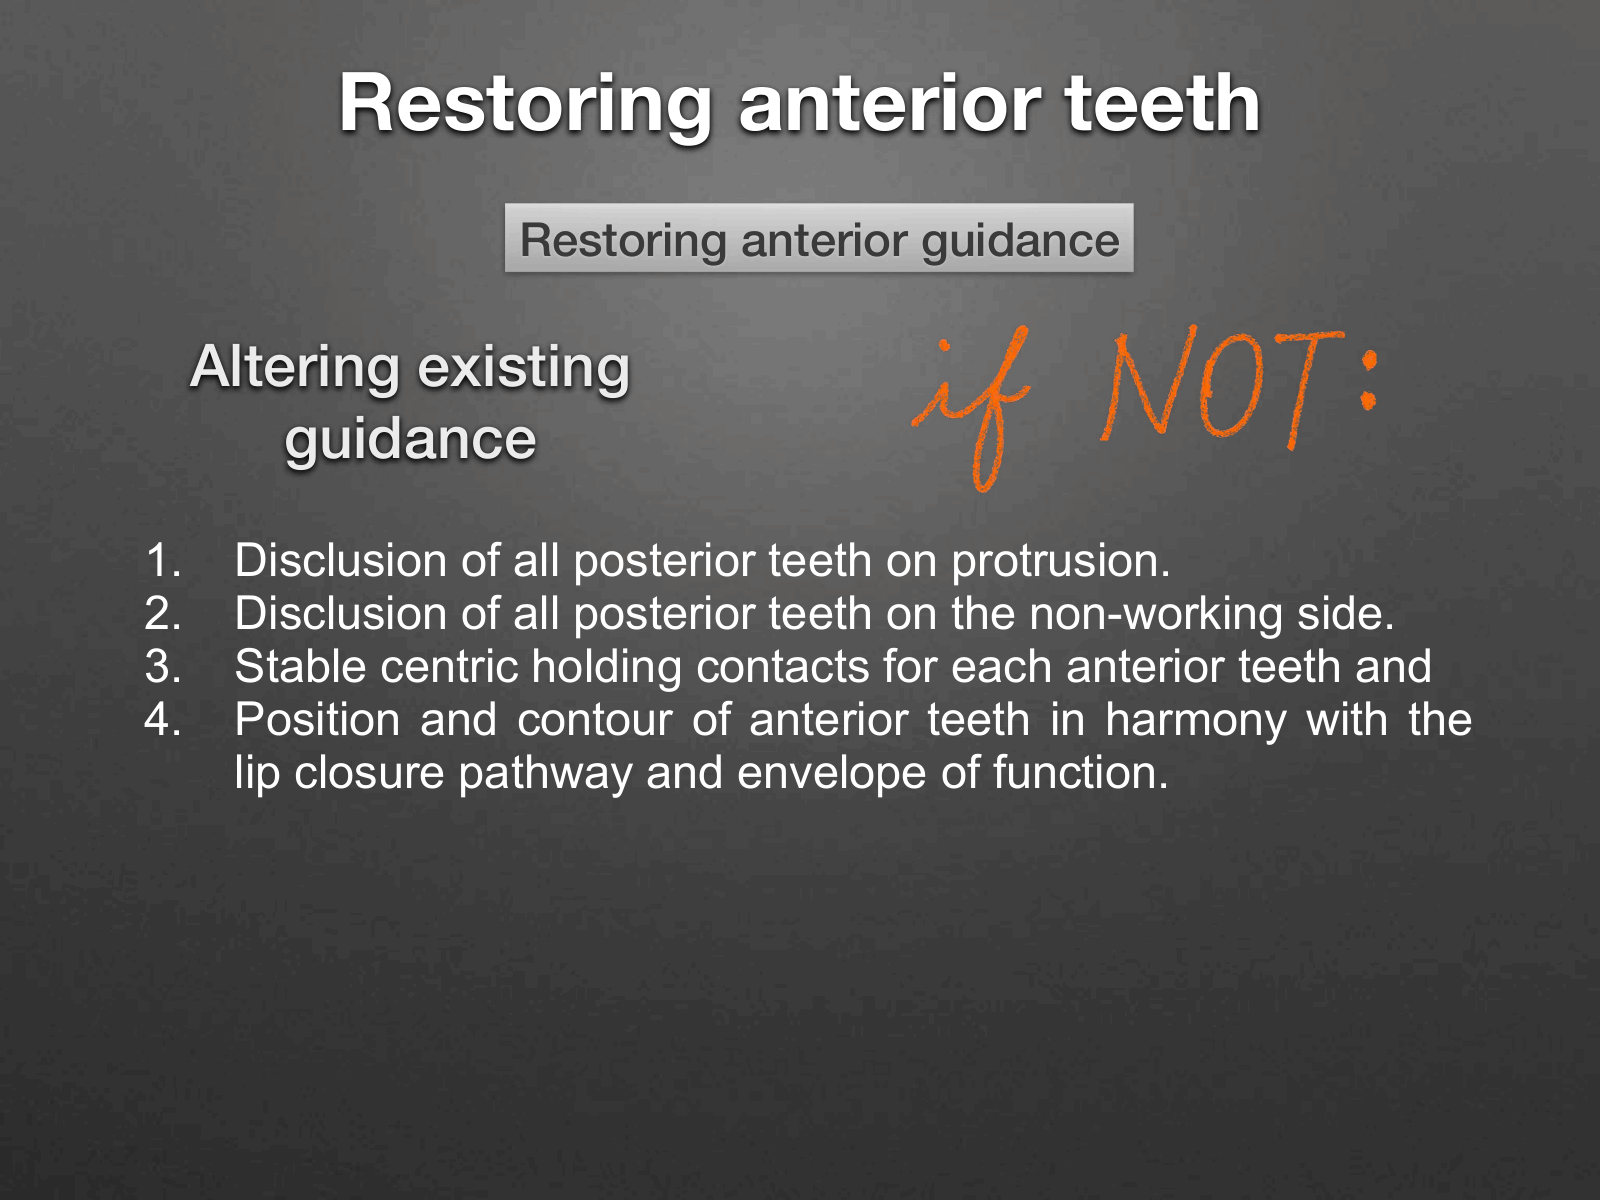 Restoring anterior teeth
Restoring anterior guidance
Altering existing
guidance
if NOT:
1. Disclusion of all posterior teeth on protrusion.
2. Disclusion of all posterior teeth on the non-working side.
3. Stable centric holding contacts for each anterior teeth and
4. Position and contour of anterior teeth in harmony with the
lip closure pathway and envelope of function.